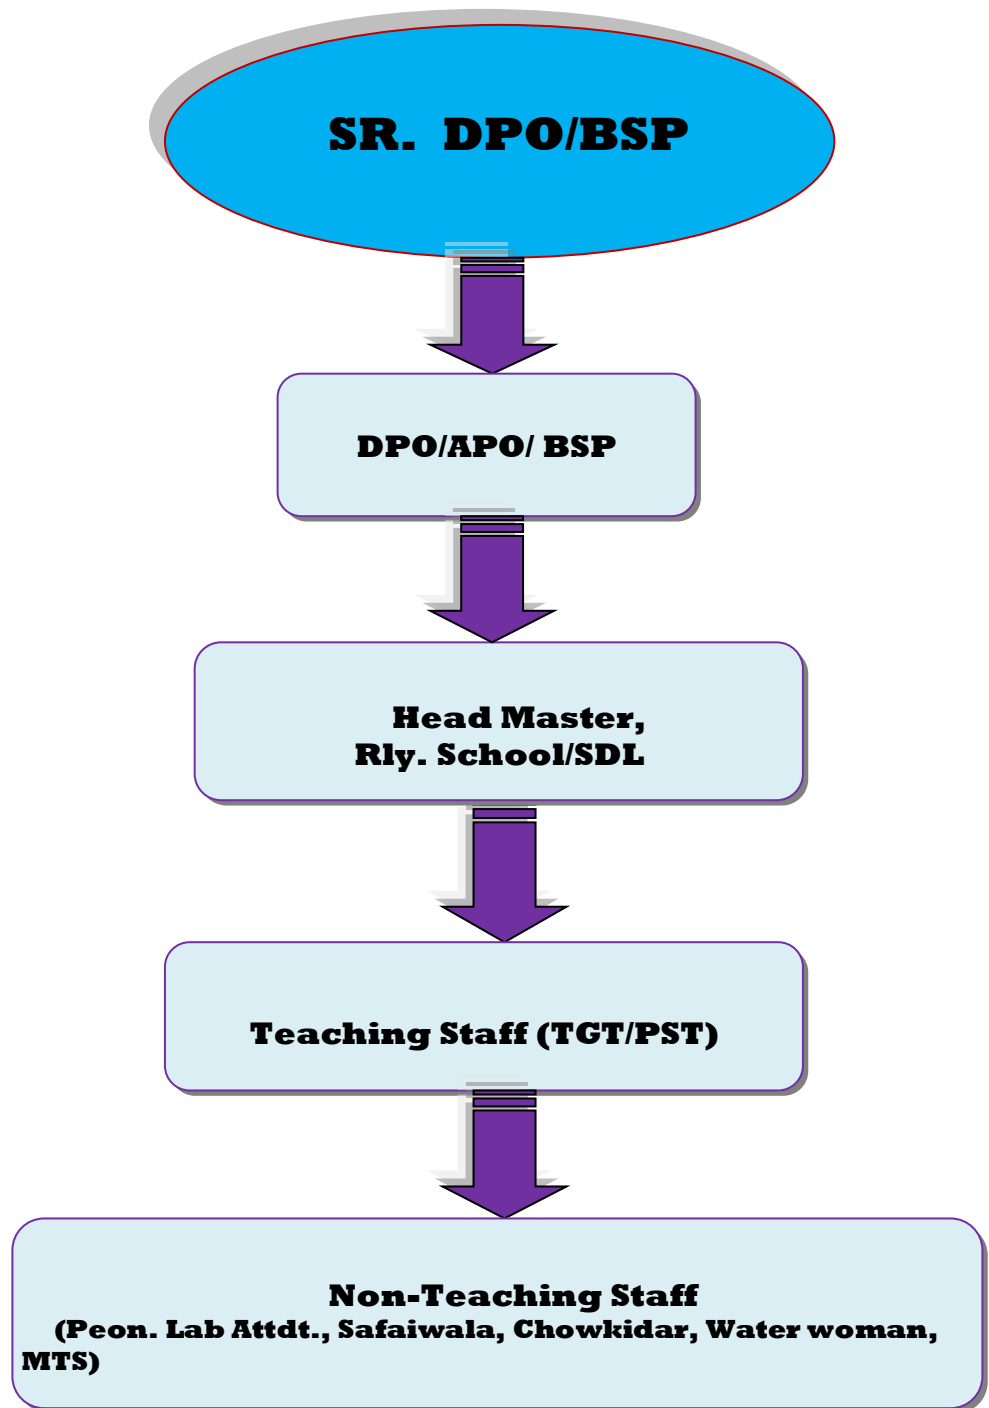 SR. DPO/BSP
DPO/APO/ BSP
Head Master,
Rly. School/SDL
Teaching Staff (TGT/PST)
Non-Teaching Staff
(Peon. Lab Attdt., Safaiwala, Chowkidar, Water woman,
MTS)